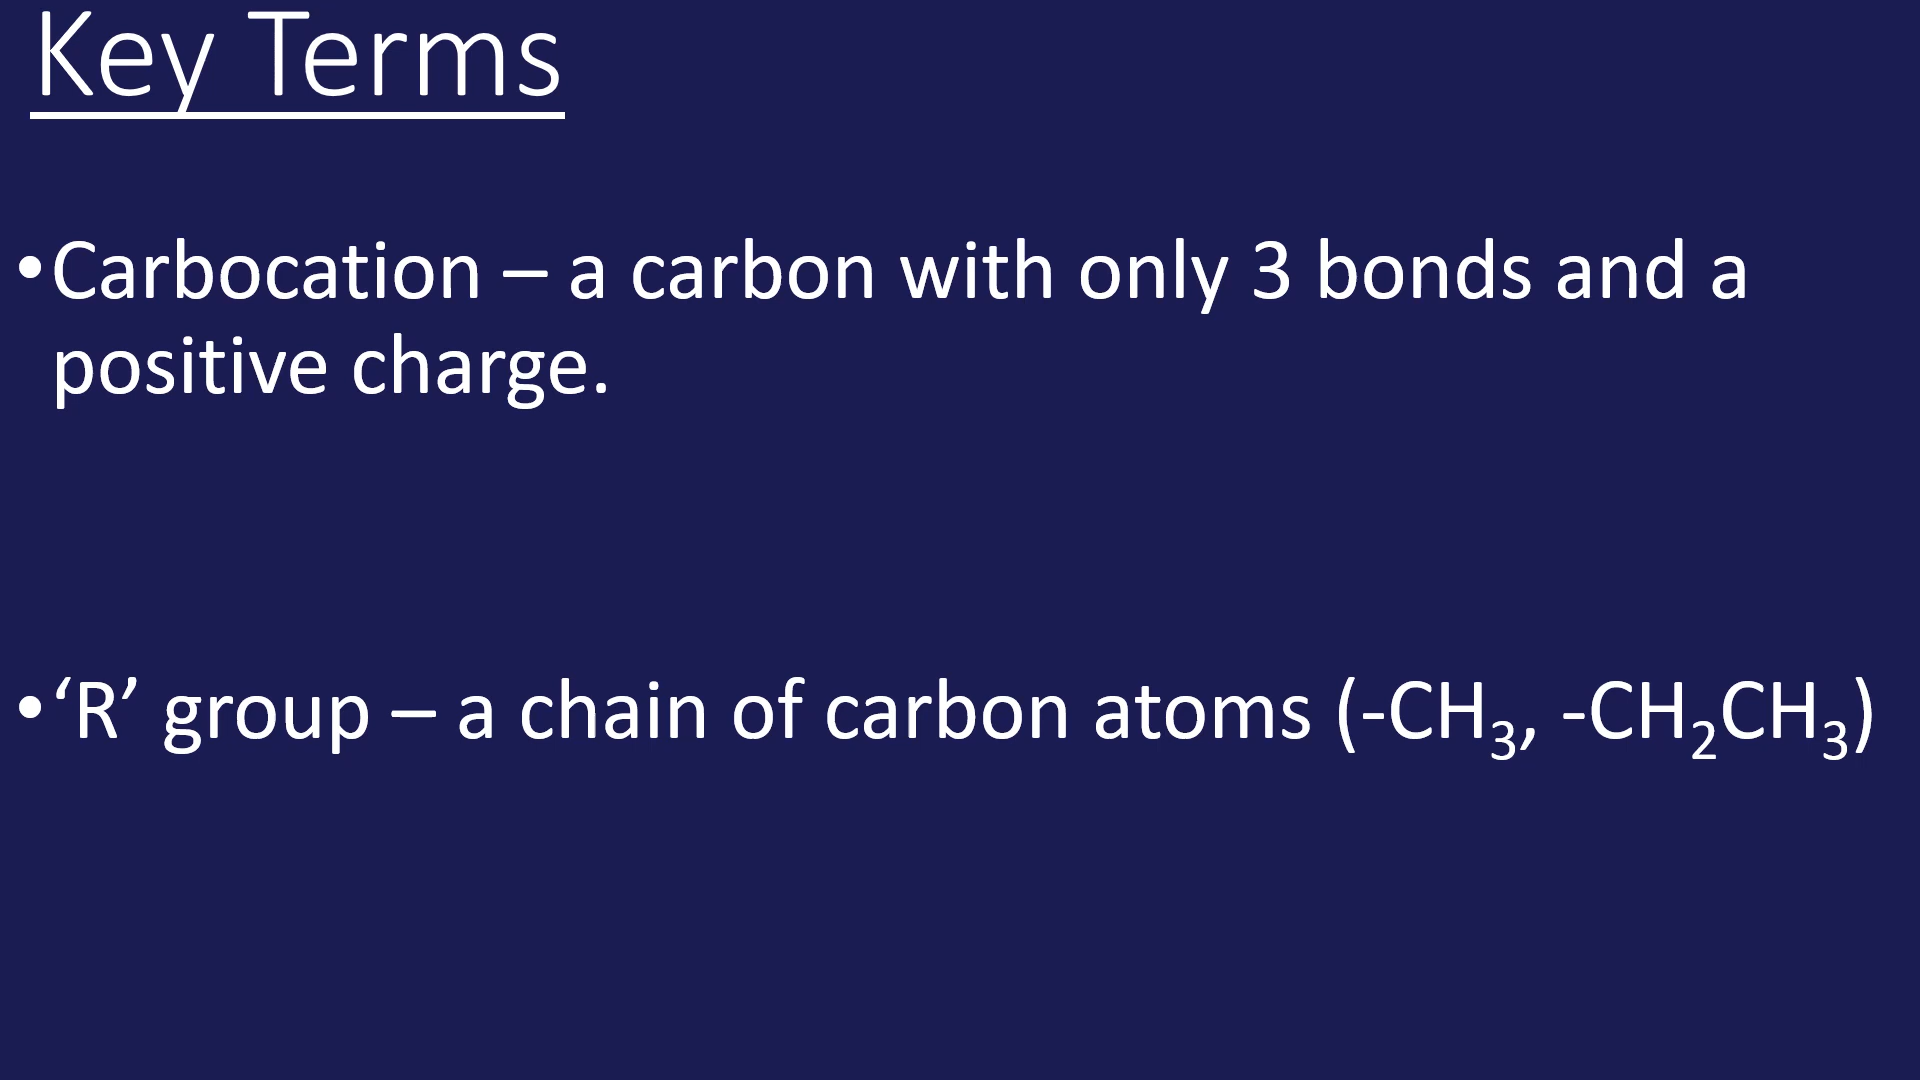 Key Terms
•Carbocation – a carbon with only 3 bonds and a
positive charge.
•‘R’ group – a chain of carbon atoms (-CH₃, -CH₂CH₃)